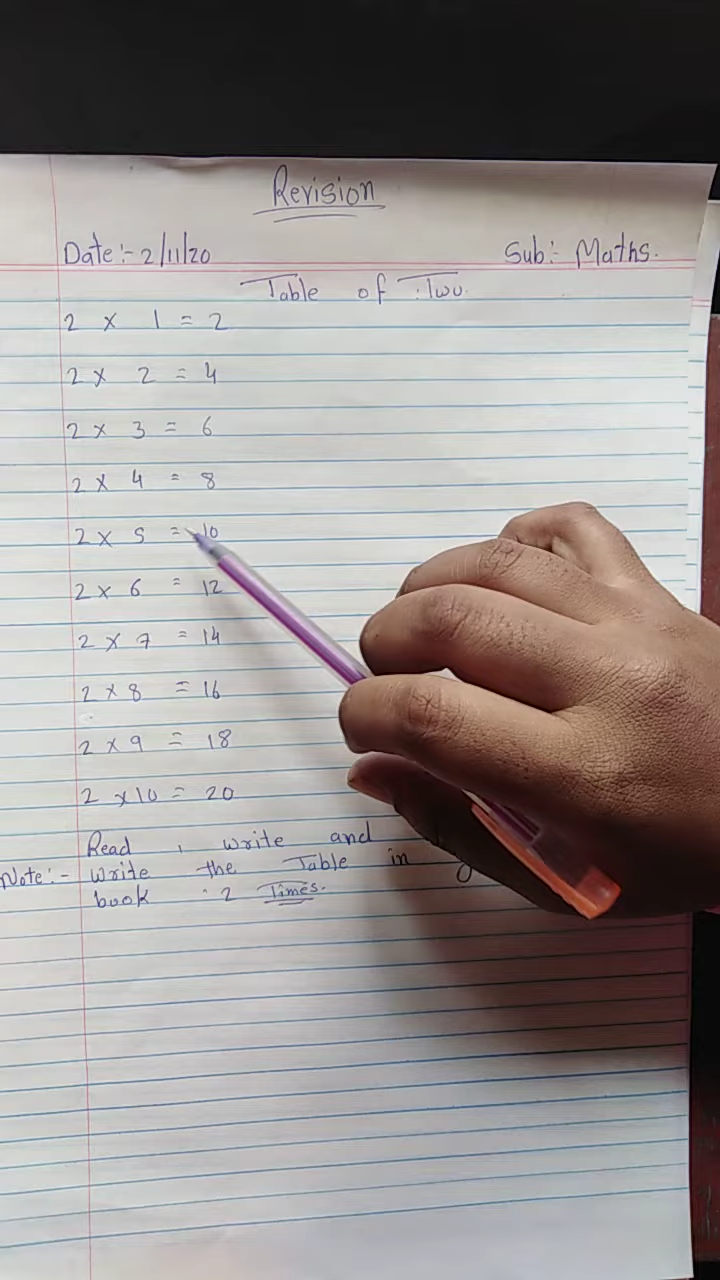 Revision
Date:- 2/11/20 Sub:- Maths.
Table of Two
2 x 1 = 2
2 x 2 = 4
2 x 3 = 6
2 x 4 = 8
2 x 5 = 10
2 x 6 = 12
2 x 7 = 14
2 x 8 = 16
2 x 9 = 18
2 x 10 = 20
Read , write and
Note:- write the Table in
book 2 Times.